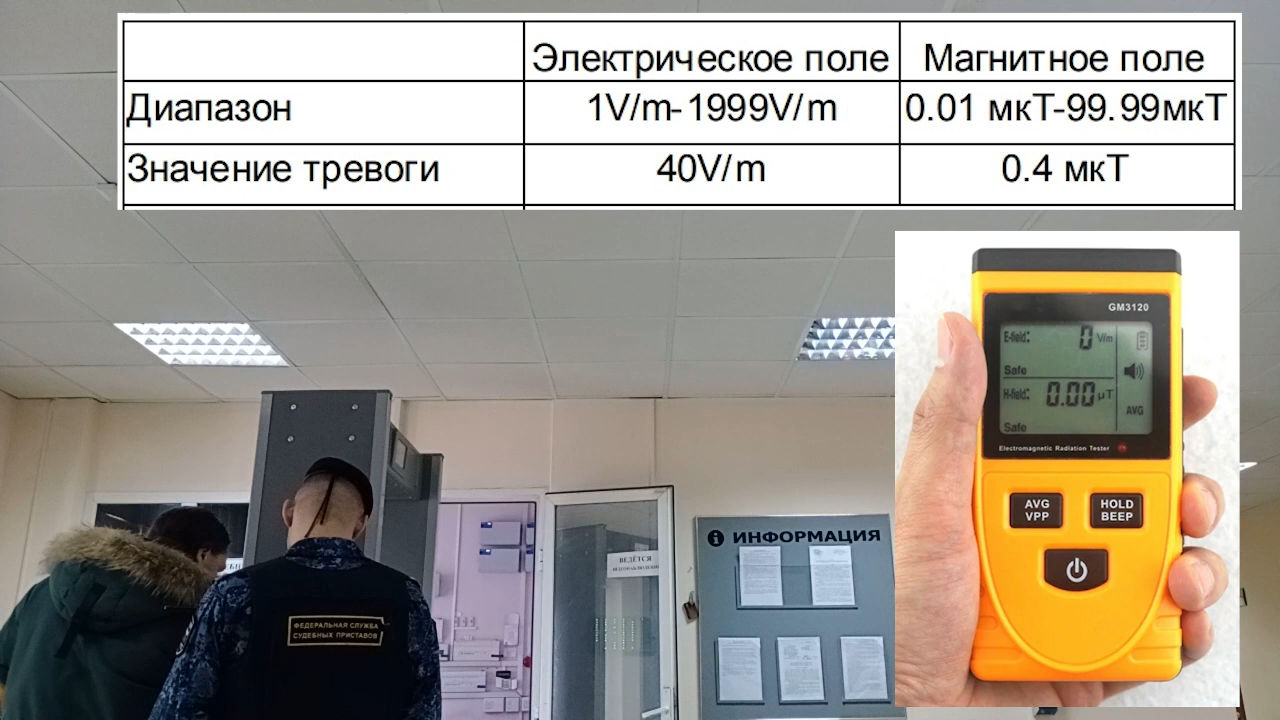 Электрическое поле
Магнитное поле
Диапазон
1V/m-1999V/m
0.01 мкТ-99.99мкТ
Значение тревоги
40V/m
0.4 мкТ
GM3120
E-field:
0 V/m
Safe
H-field:
0.00 μT
AVG
Safe
Electromagnetic Radiation Tester
AVG
VPP
HOLD
BEEP
ИНФОРМАЦИЯ
ВЕДЁТСЯ
ВИДЕОНАБЛЮДЕНИЕ
ФЕДЕРАЛЬНАЯ СЛУЖБА
СУДЕБНЫХ ПРИСТАВОВ